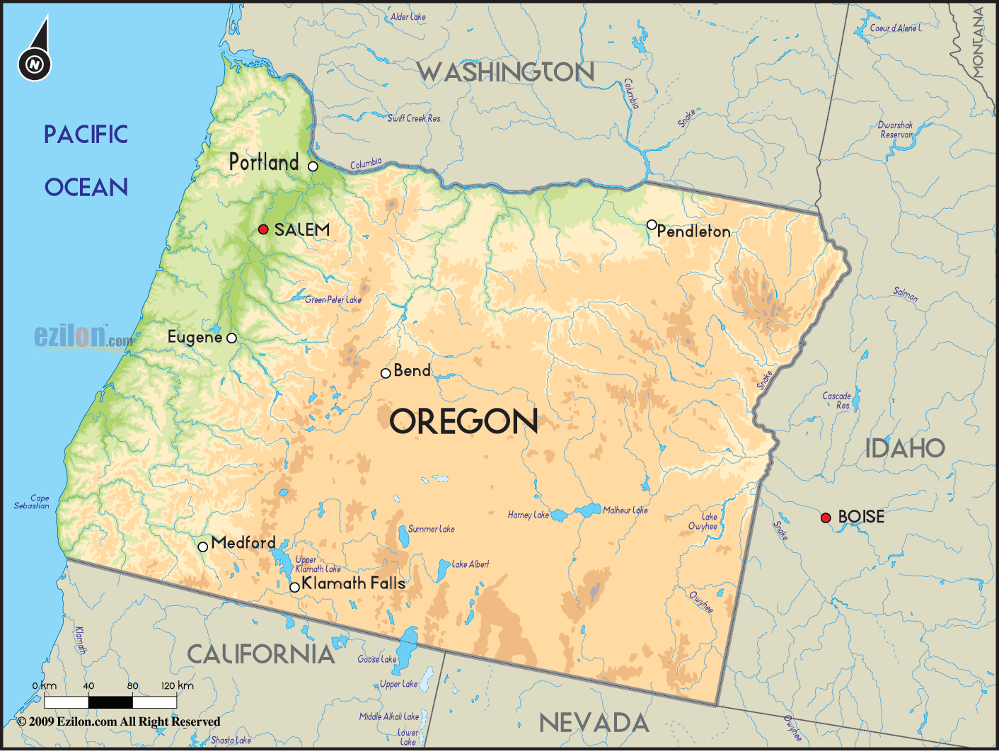 Alder Lake
Coeur d'Alene L.
MONTANA
WASHINGTON
Columbia
Snake
Swift Creek Res.
Dworshak
Reservoir
PACIFIC
OCEAN
Portland
Columbia
SALEM
Pendleton
Green Peter Lake
Salmon
ezilon.com
Eugene
Bend
Snake
Cascade
Res.
OREGON
IDAHO
Cape
Sebastian
Harney Lake
Malheur Lake
Lake
Owyhee
Snake
BOISE
Summer Lake
Medford
Upper
Klamath Lake
Lake Albert
Klamath Falls
Owyhee
Klamath
CALIFORNIA
Goose Lake
Upper Lake
0 km 40 80 120 km
Middle Alkali Lake
NEVADA
Owyhee
© 2009 Ezilon.com All Right Reserved
Lower
Lake
Shasta Lake
N